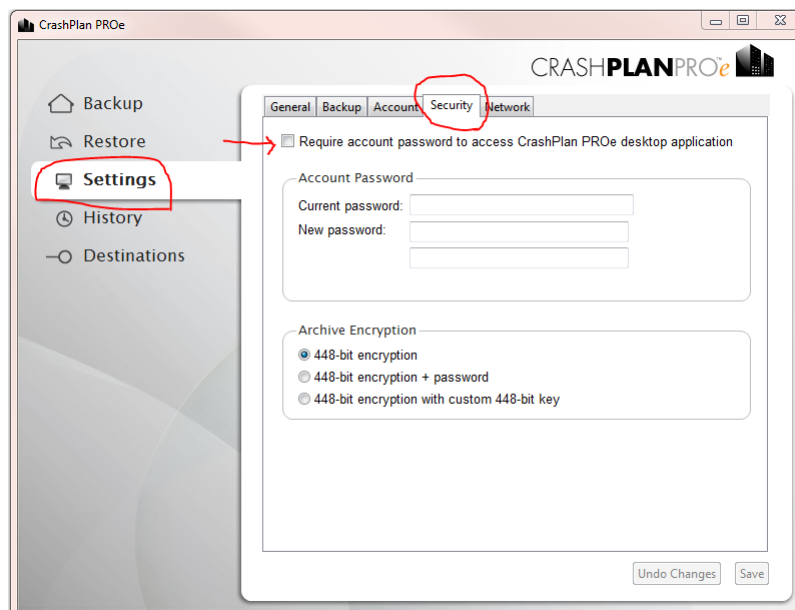 CrashPlan PROe
CRASHPLANPRO™e
Backup
Restore
Settings
History
Destinations
General Backup Account Security Network
Require account password to access CrashPlan PROe desktop application
Account Password
Current password:
New password:
Archive Encryption
448-bit encryption
448-bit encryption + password
448-bit encryption with custom 448-bit key
Undo Changes Save